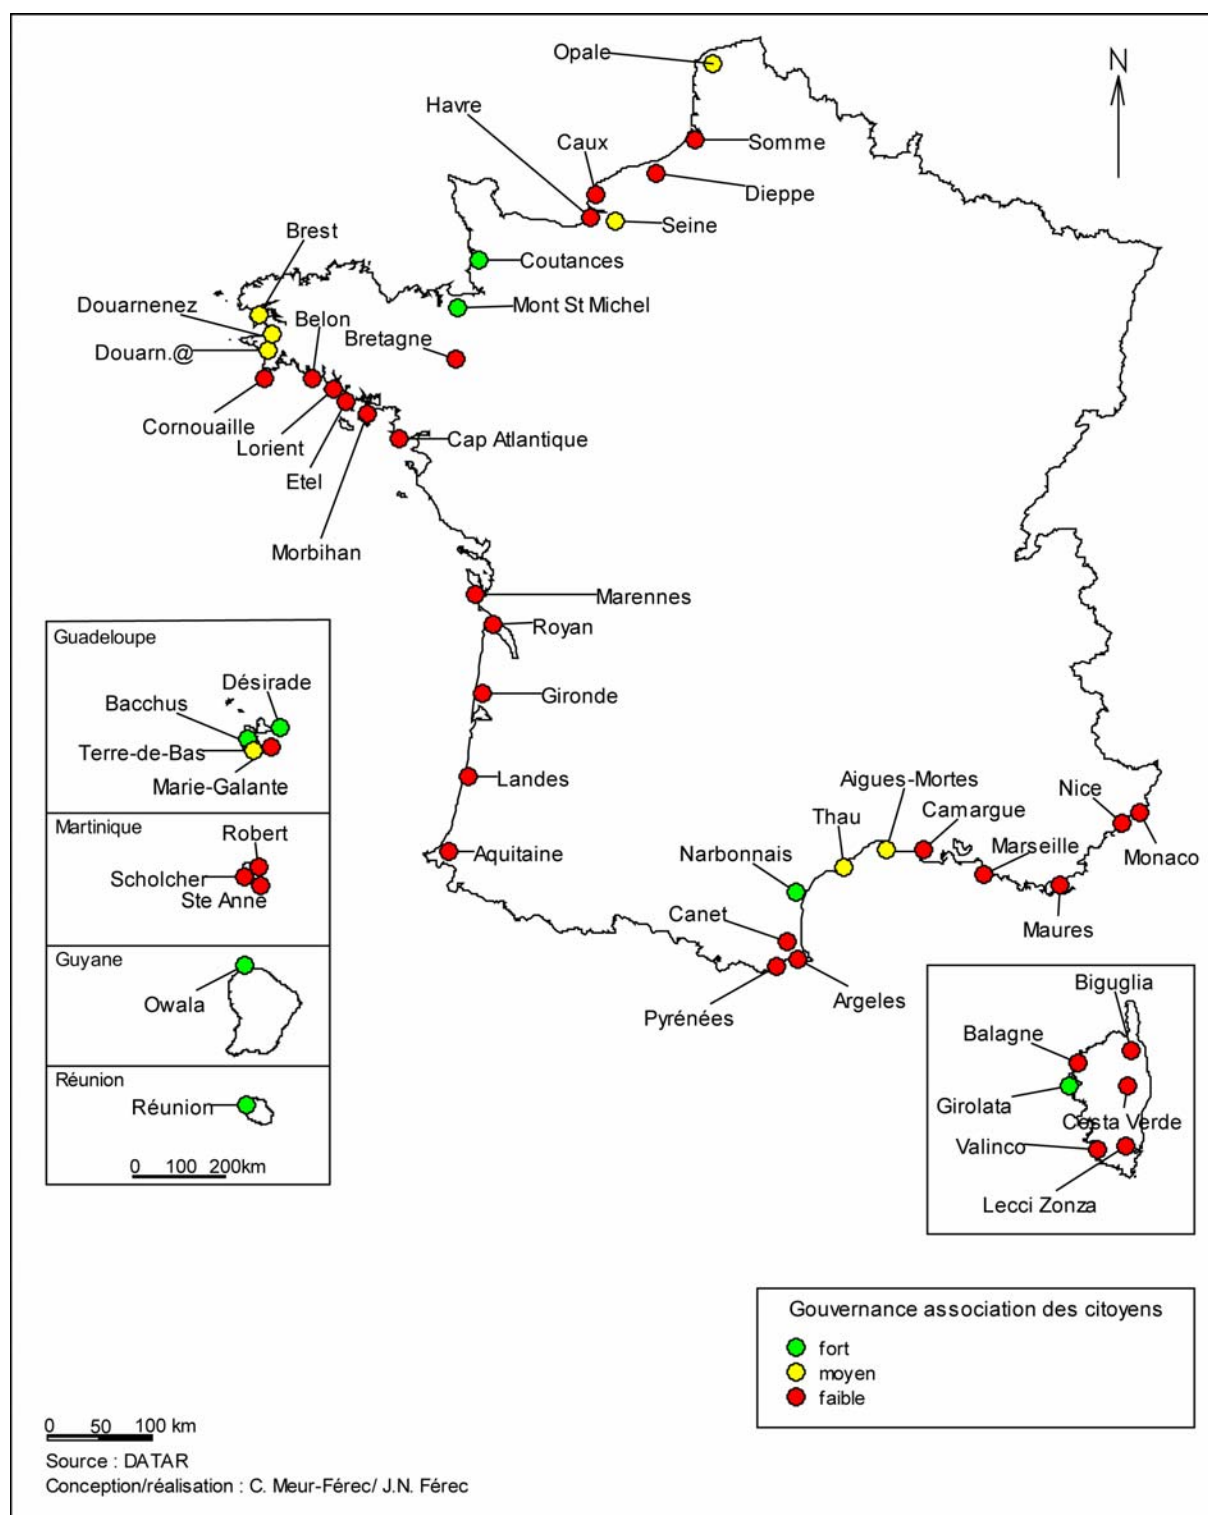 N
Opale
Havre
Caux
Somme
Dieppe
Seine
Brest
Coutances
Douarnenez
Mont St Michel
Belon
Bretagne
Douarn.@
Cornouaille
Lorient
Cap Atlantique
Etel
Morbihan
Marennes
Royan
Gironde
Landes
Aquitaine
Aigues-Mortes
Nice
Thau
Camargue
Marseille
Monaco
Narbonnais
Canet
Maures
Argeles
Pyrénées
Guadeloupe
Désirade
Bacchus
Terre-de-Bas
Marie-Galante
Martinique
Robert
Scholcher
Ste Anne
Guyane
Owala
Réunion
Réunion
0 100 200km
Biguglia
Balagne
Girolata
Costa Verde
Valinco
Lecci Zonza
Gouvernance association des citoyens
fort
moyen
faible
0 50 100 km
Source : DATAR
Conception/réalisation : C. Meur-Férec/ J.N. Férec